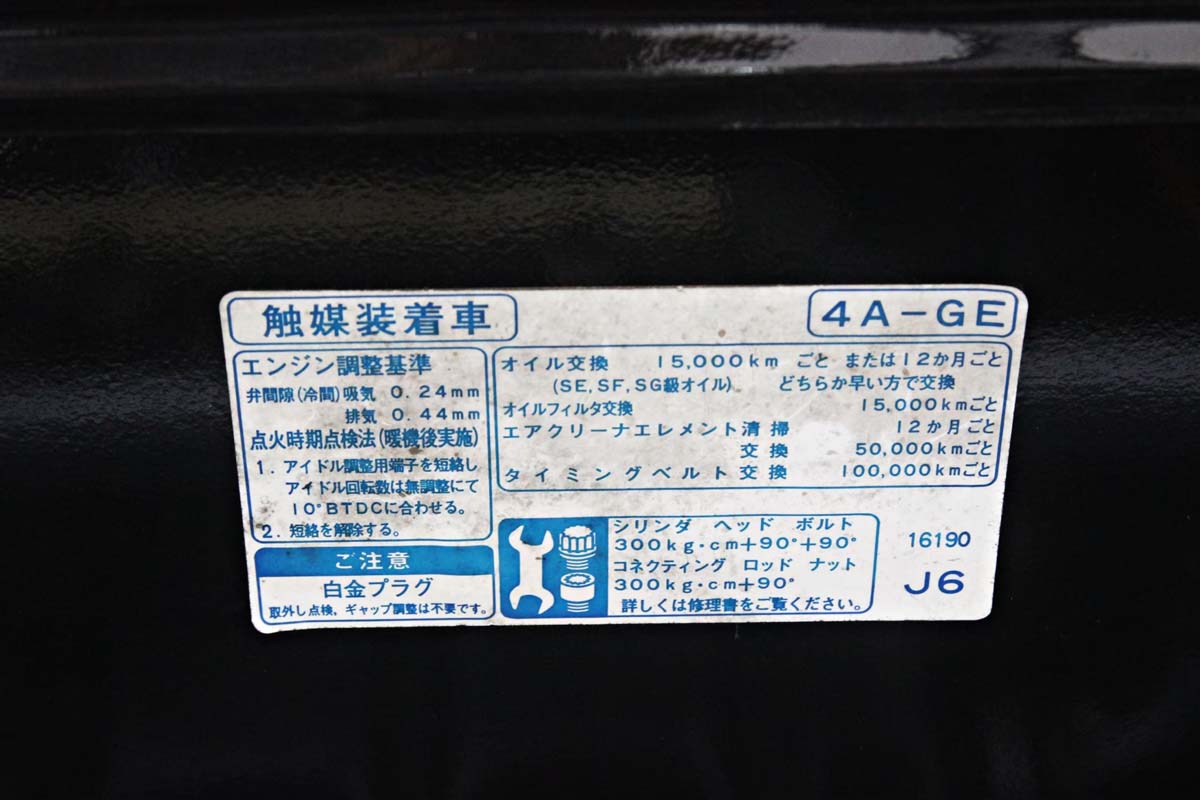 触媒装着車
4A-GE
エンジン調整基準
弁間隙(冷間)吸気 0.24mm
排気 0.44mm
点火時期点検法(暖機後実施)
1. アイドル調整用端子を短絡し
アイドル回転数は無調整にて
10°BTDCに合わせる。
2. 短絡を解除する。
ご注意
白金プラグ
取外し点検、ギャップ調整は不要です。
オイル交換 15,000km ごと または12か月ごと
(SE, SF, SG級オイル) どちらか早い方で交換
オイルフィルタ交換 15,000kmごと
エアクリーナエレメント清掃 12か月ごと
交換 50,000kmごと
タイミングベルト交換 100,000kmごと
シリンダ ヘッド ボルト
300kg·cm+90°+90°
コネクティング ロッド ナット
300kg·cm+90°
詳しくは修理書をご覧ください。
16190
J6